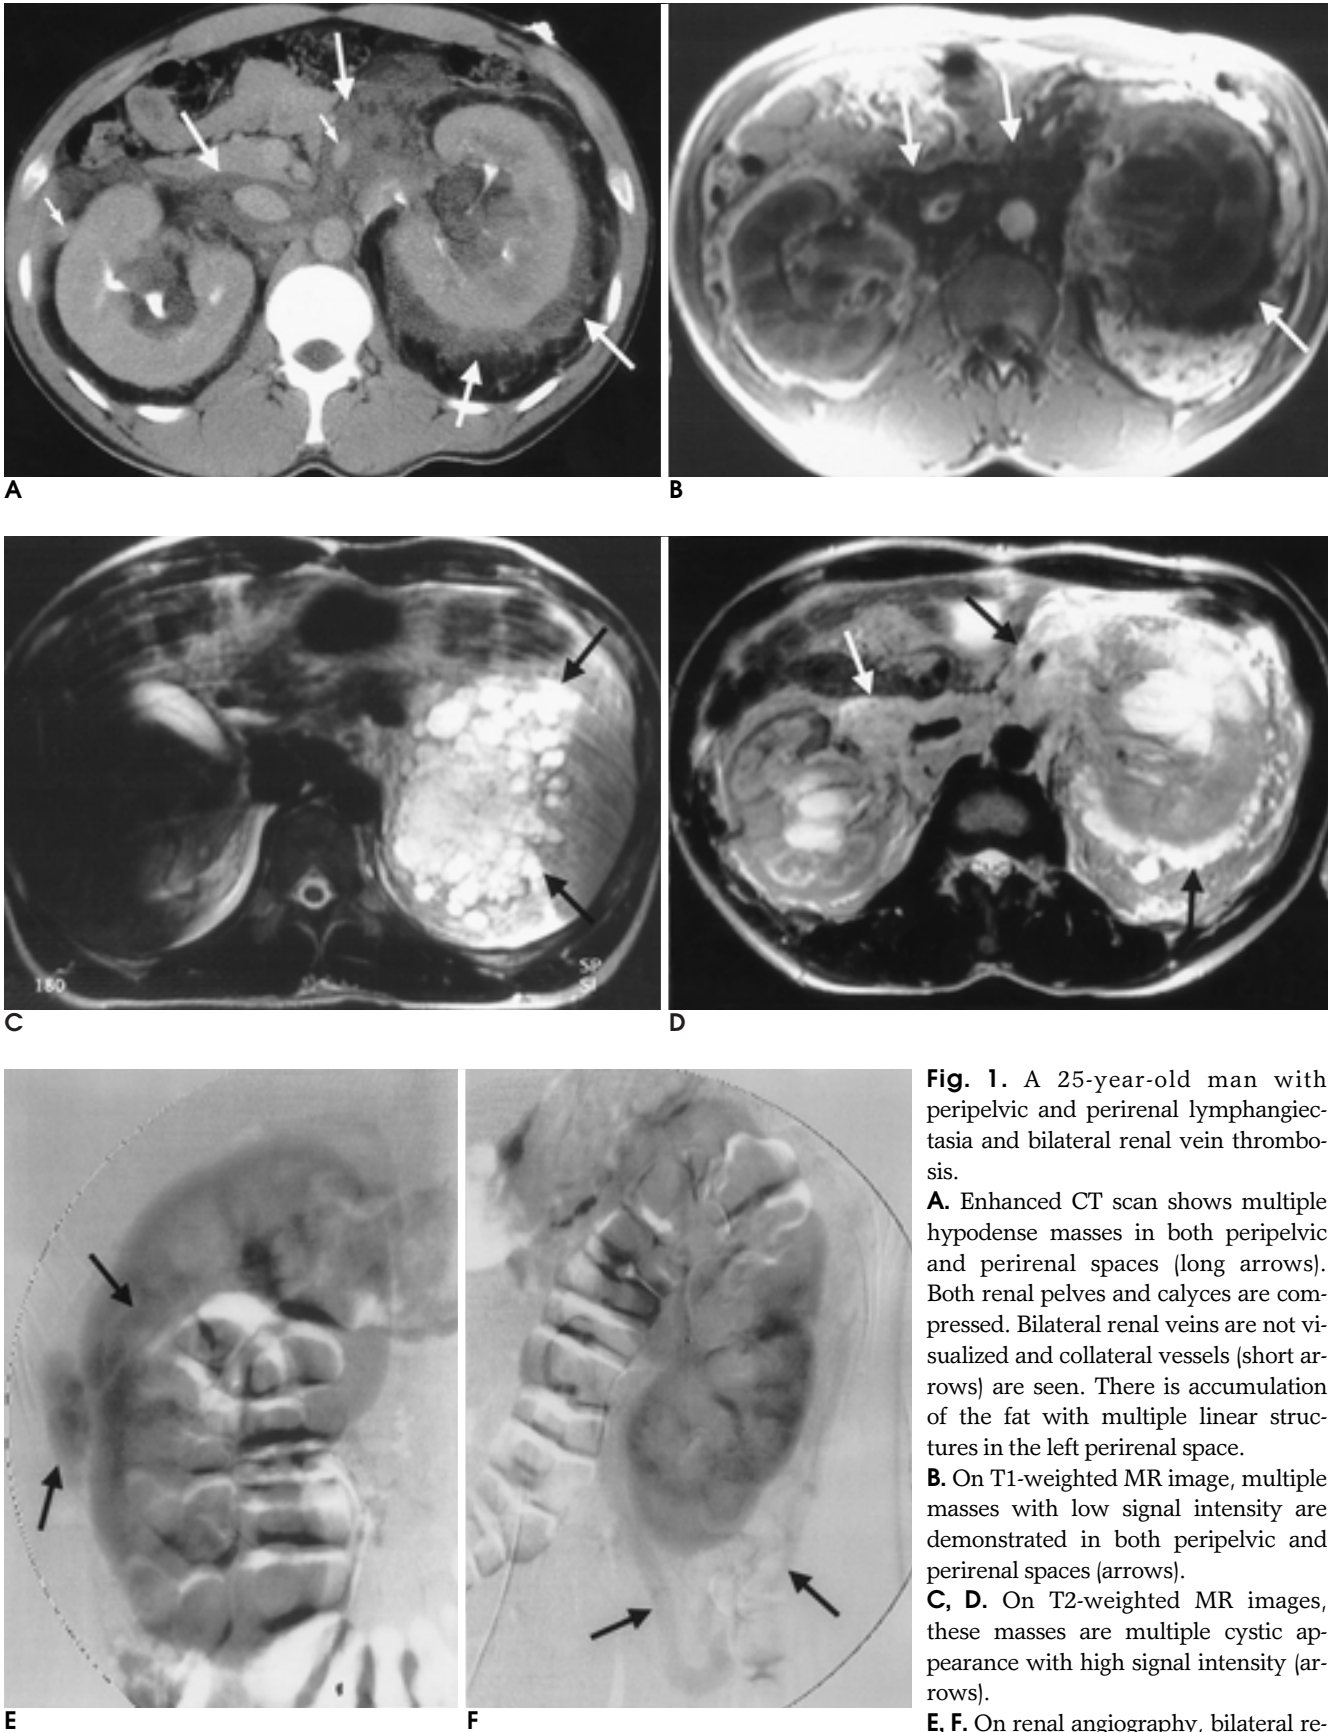 A
B
180
SP
SI
C
D
E
F
Fig. 1. A 25-year-old man with
peripelvic and perirenal lymphangiec-
tasia and bilateral renal vein thrombo-
sis.
A. Enhanced CT scan shows multiple
hypodense masses in both peripelvic
and perirenal spaces (long arrows).
Both renal pelves and calyces are com-
pressed. Bilateral renal veins are not vi-
sualized and collateral vessels (short ar-
rows) are seen. There is accumulation
of the fat with multiple linear struc-
tures in the left perirenal space.
B. On T1-weighted MR image, multiple
masses with low signal intensity are
demonstrated in both peripelvic and
perirenal spaces (arrows).
C, D. On T2-weighted MR images,
these masses are multiple cystic ap-
pearance with high signal intensity (ar-
rows).
E, F. On renal angiography, bilateral re-